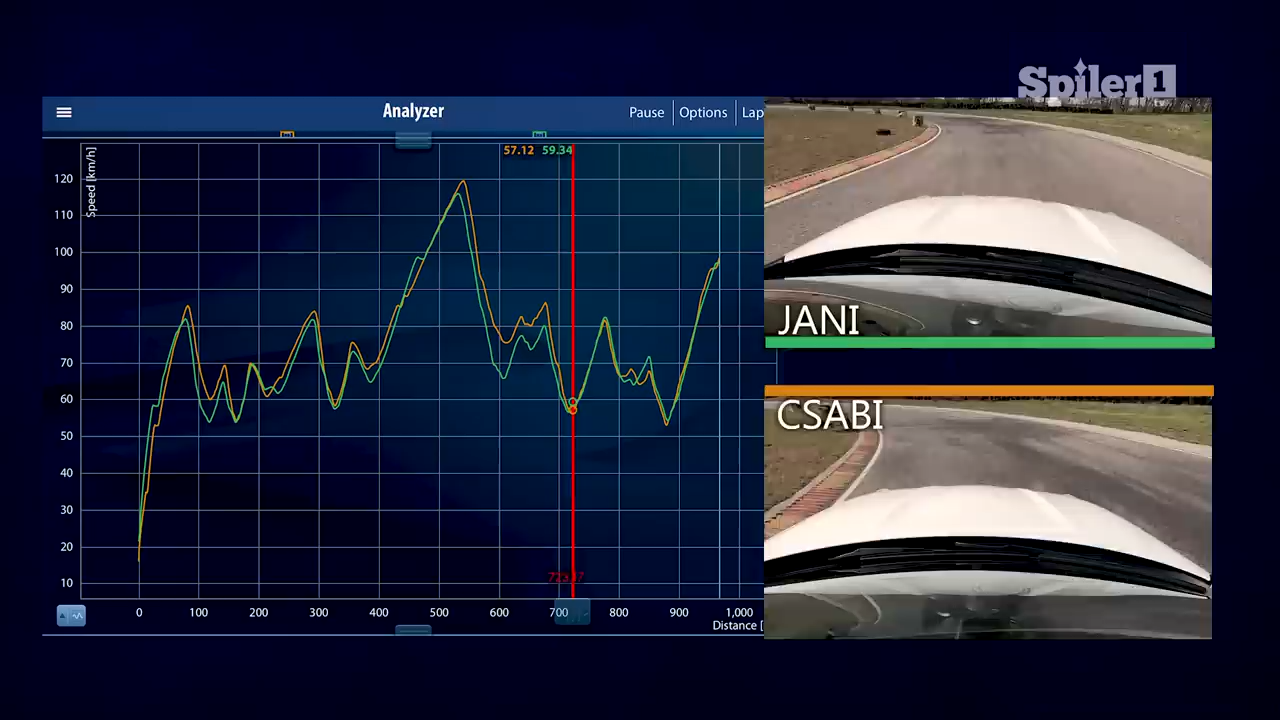 Spíler1
Analyzer
Pause
Options
Lap
57.12 59.34
Speed [km/h]
120
110
100
90
80
70
60
50
40
30
20
10
0 100 200 300 400 500 600 700 800 900 1,000
Distance [
JANI
CSABI